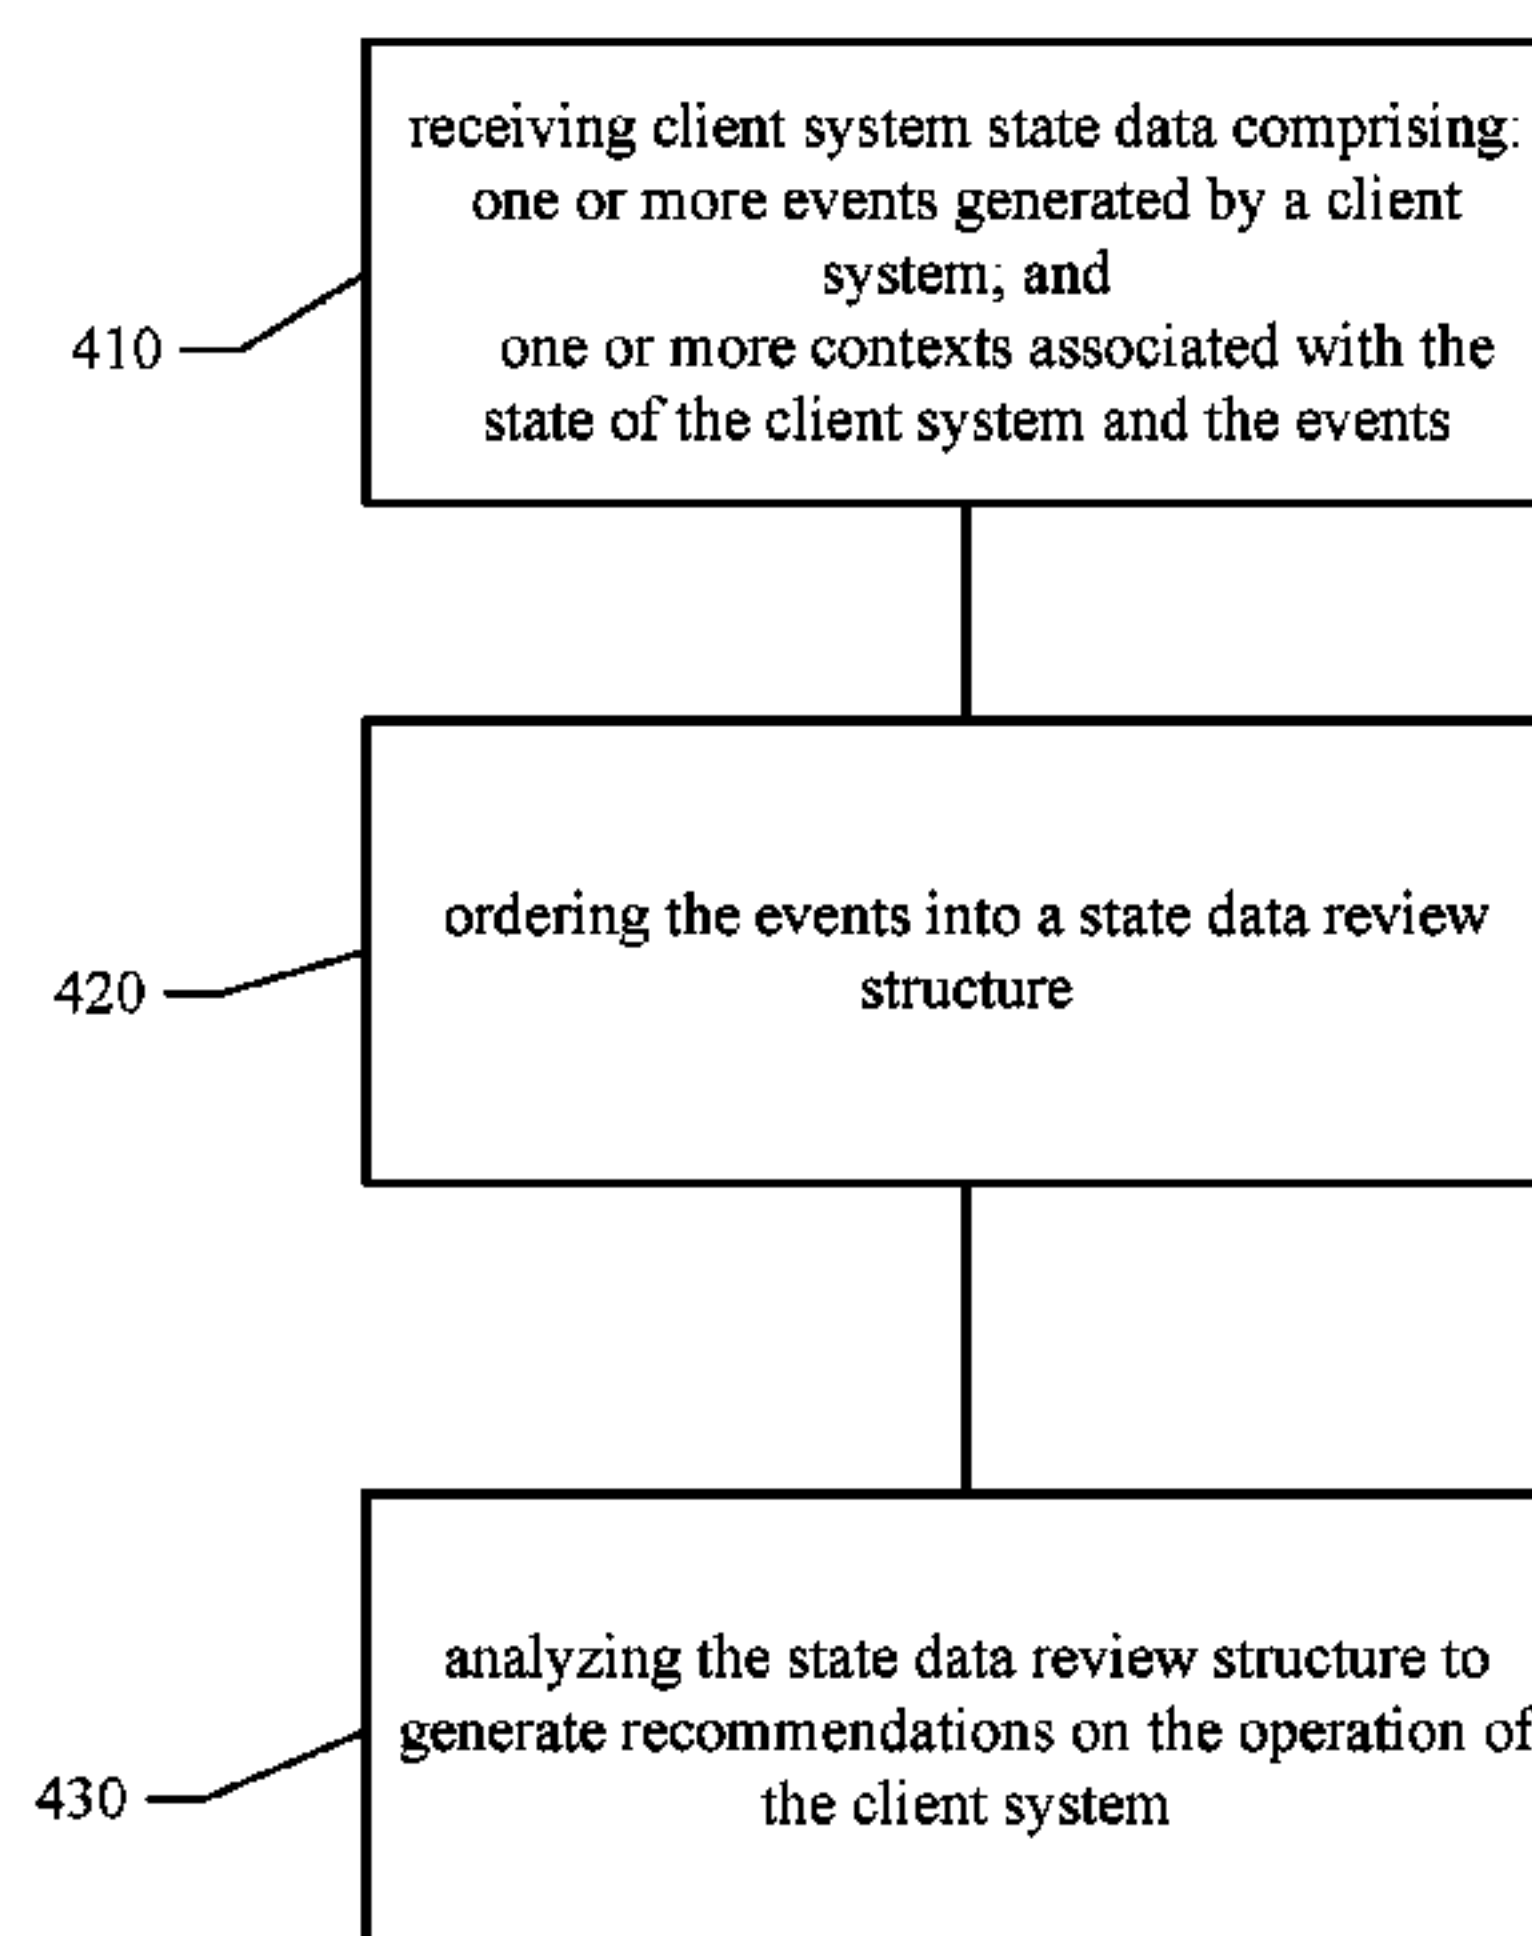 receiving client system state data comprising:
one or more events generated by a client
system; and
one or more contexts associated with the
state of the client system and the events
410
ordering the events into a state data review
structure
420
analyzing the state data review structure to
generate recommendations on the operation of
the client system
430